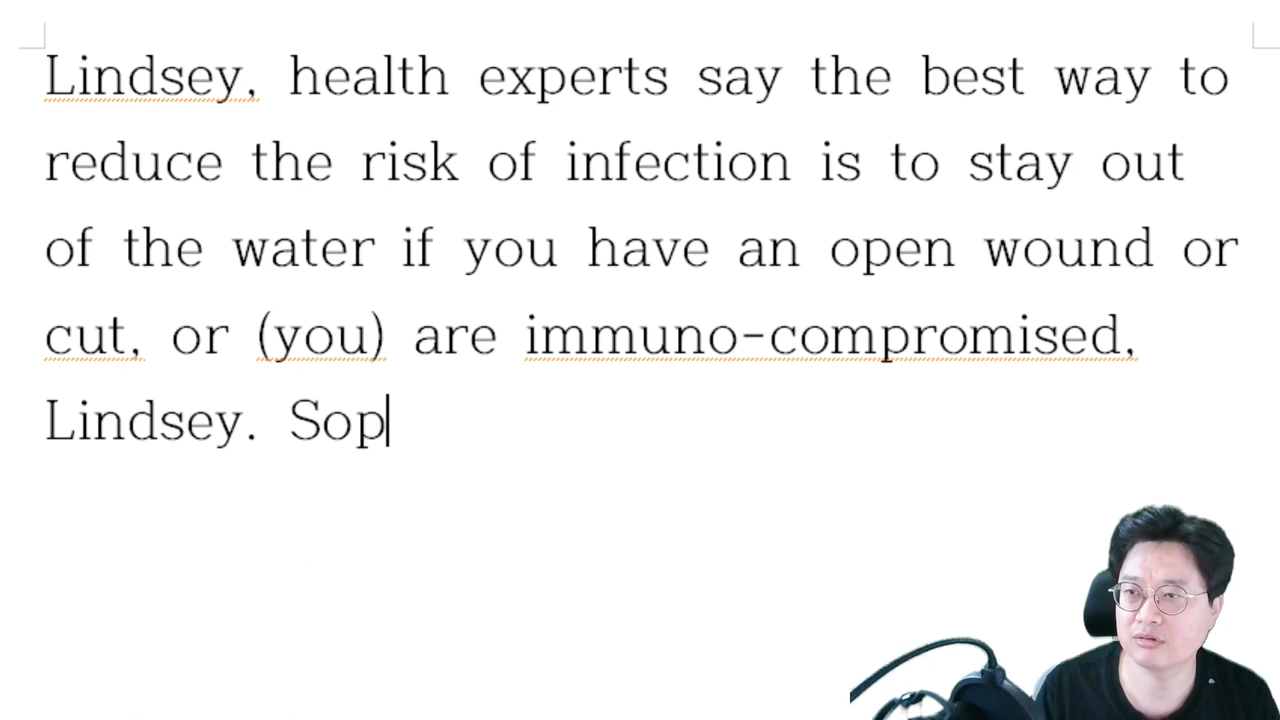 Lindsey, health experts say the best way to
reduce the risk of infection is to stay out
of the water if you have an open wound or
cut, or (you) are immuno-compromised,
Lindsey. Sop